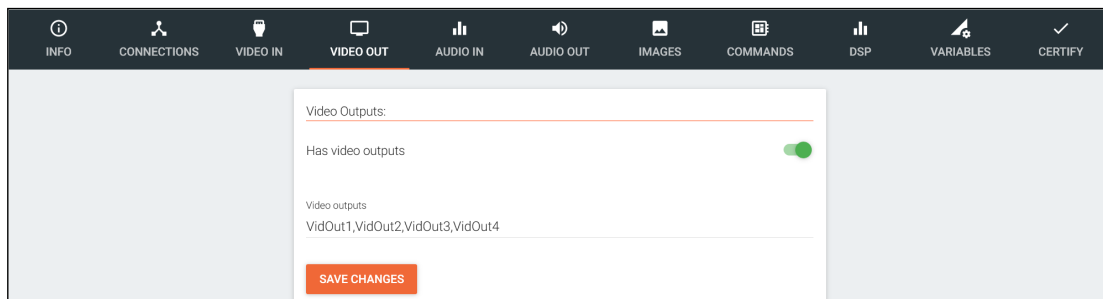 INFO CONNECTIONS VIDEO IN VIDEO OUT AUDIO IN AUDIO OUT IMAGES COMMANDS DSP VARIABLES CERTIFY
Video Outputs:
Has video outputs
Video outputs
VidOut1,VidOut2,VidOut3,VidOut4
SAVE CHANGES